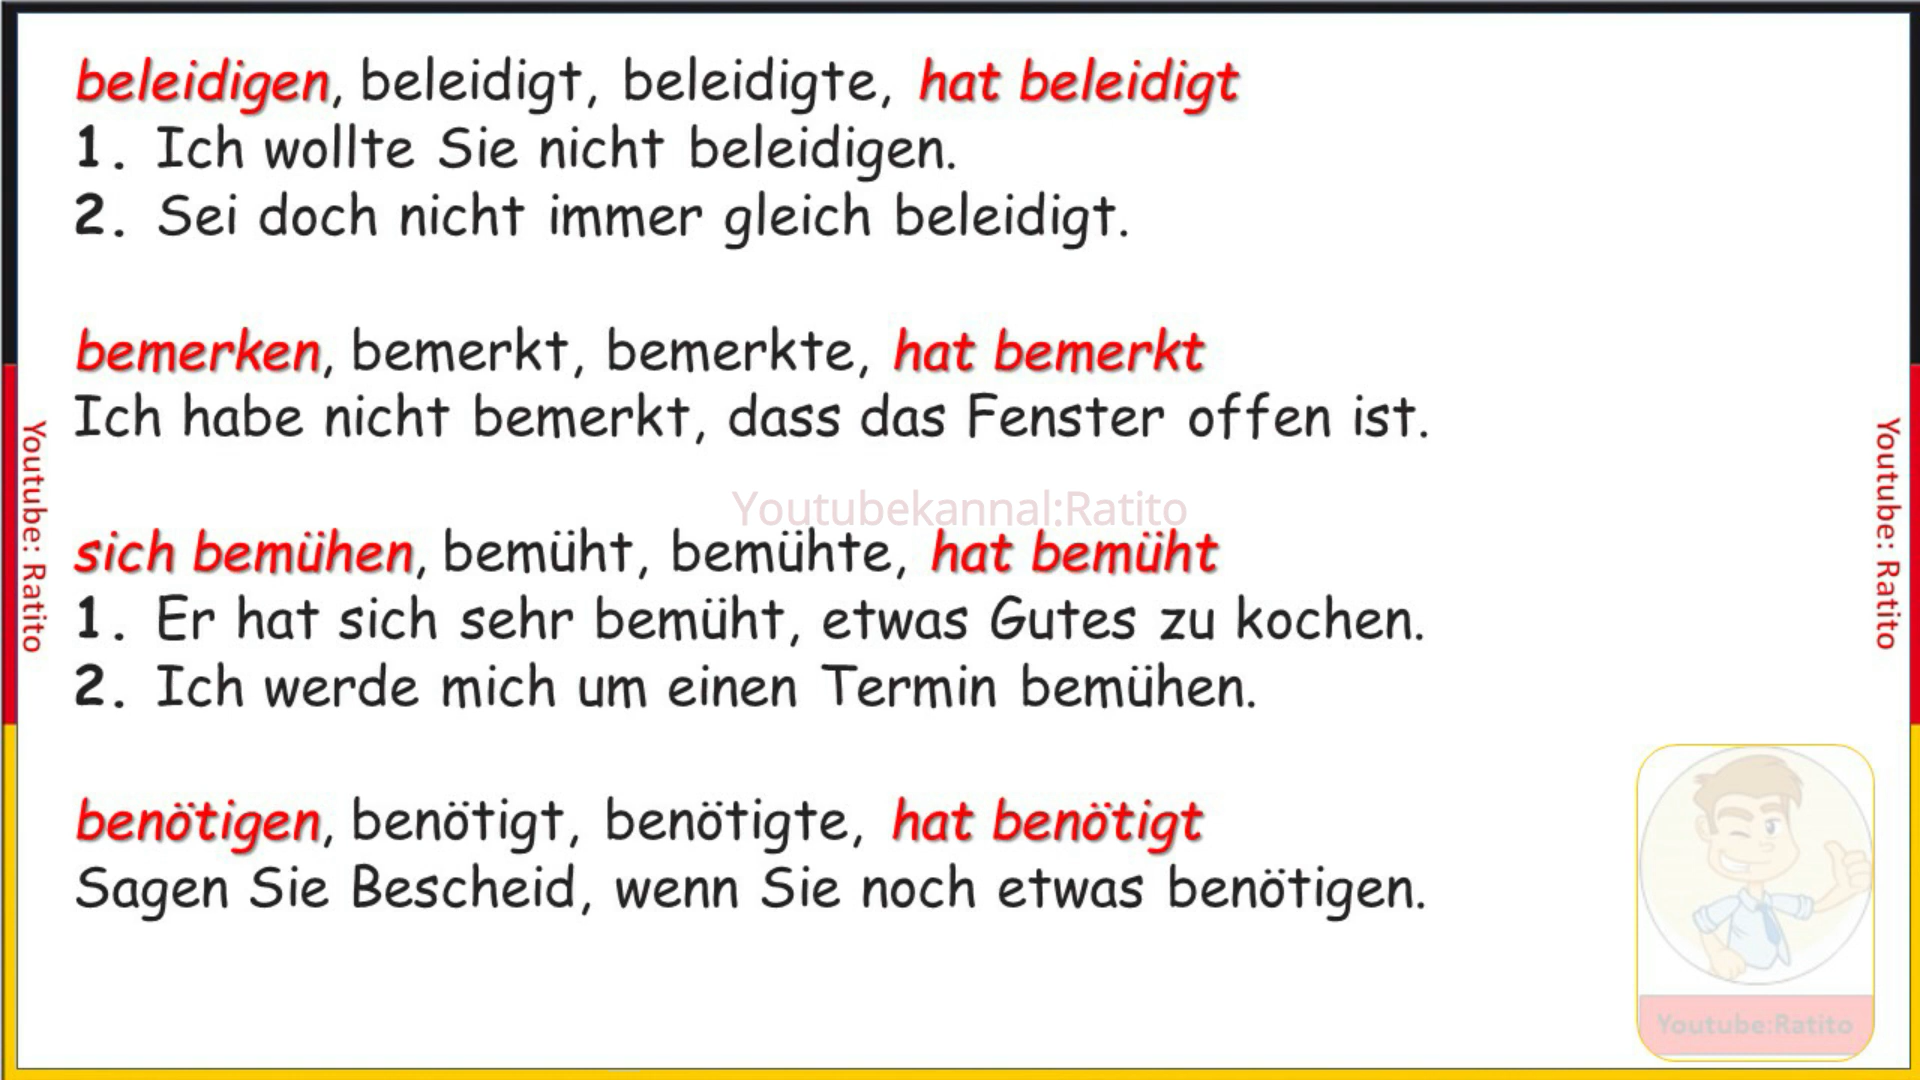 beleidigen, beleidigt, beleidigte, hat beleidigt
1. Ich wollte Sie nicht beleidigen.
2. Sei doch nicht immer gleich beleidigt.
bemerken, bemerkt, bemerkte, hat bemerkt
Ich habe nicht bemerkt, dass das Fenster offen ist.
Youtubekannal:Ratito
sich bemühen, bemüht, bemühte, hat bemüht
1. Er hat sich sehr bemüht, etwas Gutes zu kochen.
2. Ich werde mich um einen Termin bemühen.
benötigen, benötigt, benötigte, hat benötigt
Sagen Sie Bescheid, wenn Sie noch etwas benötigen.
Youtube: Ratito
Youtube: Ratito
Youtube:Ratito